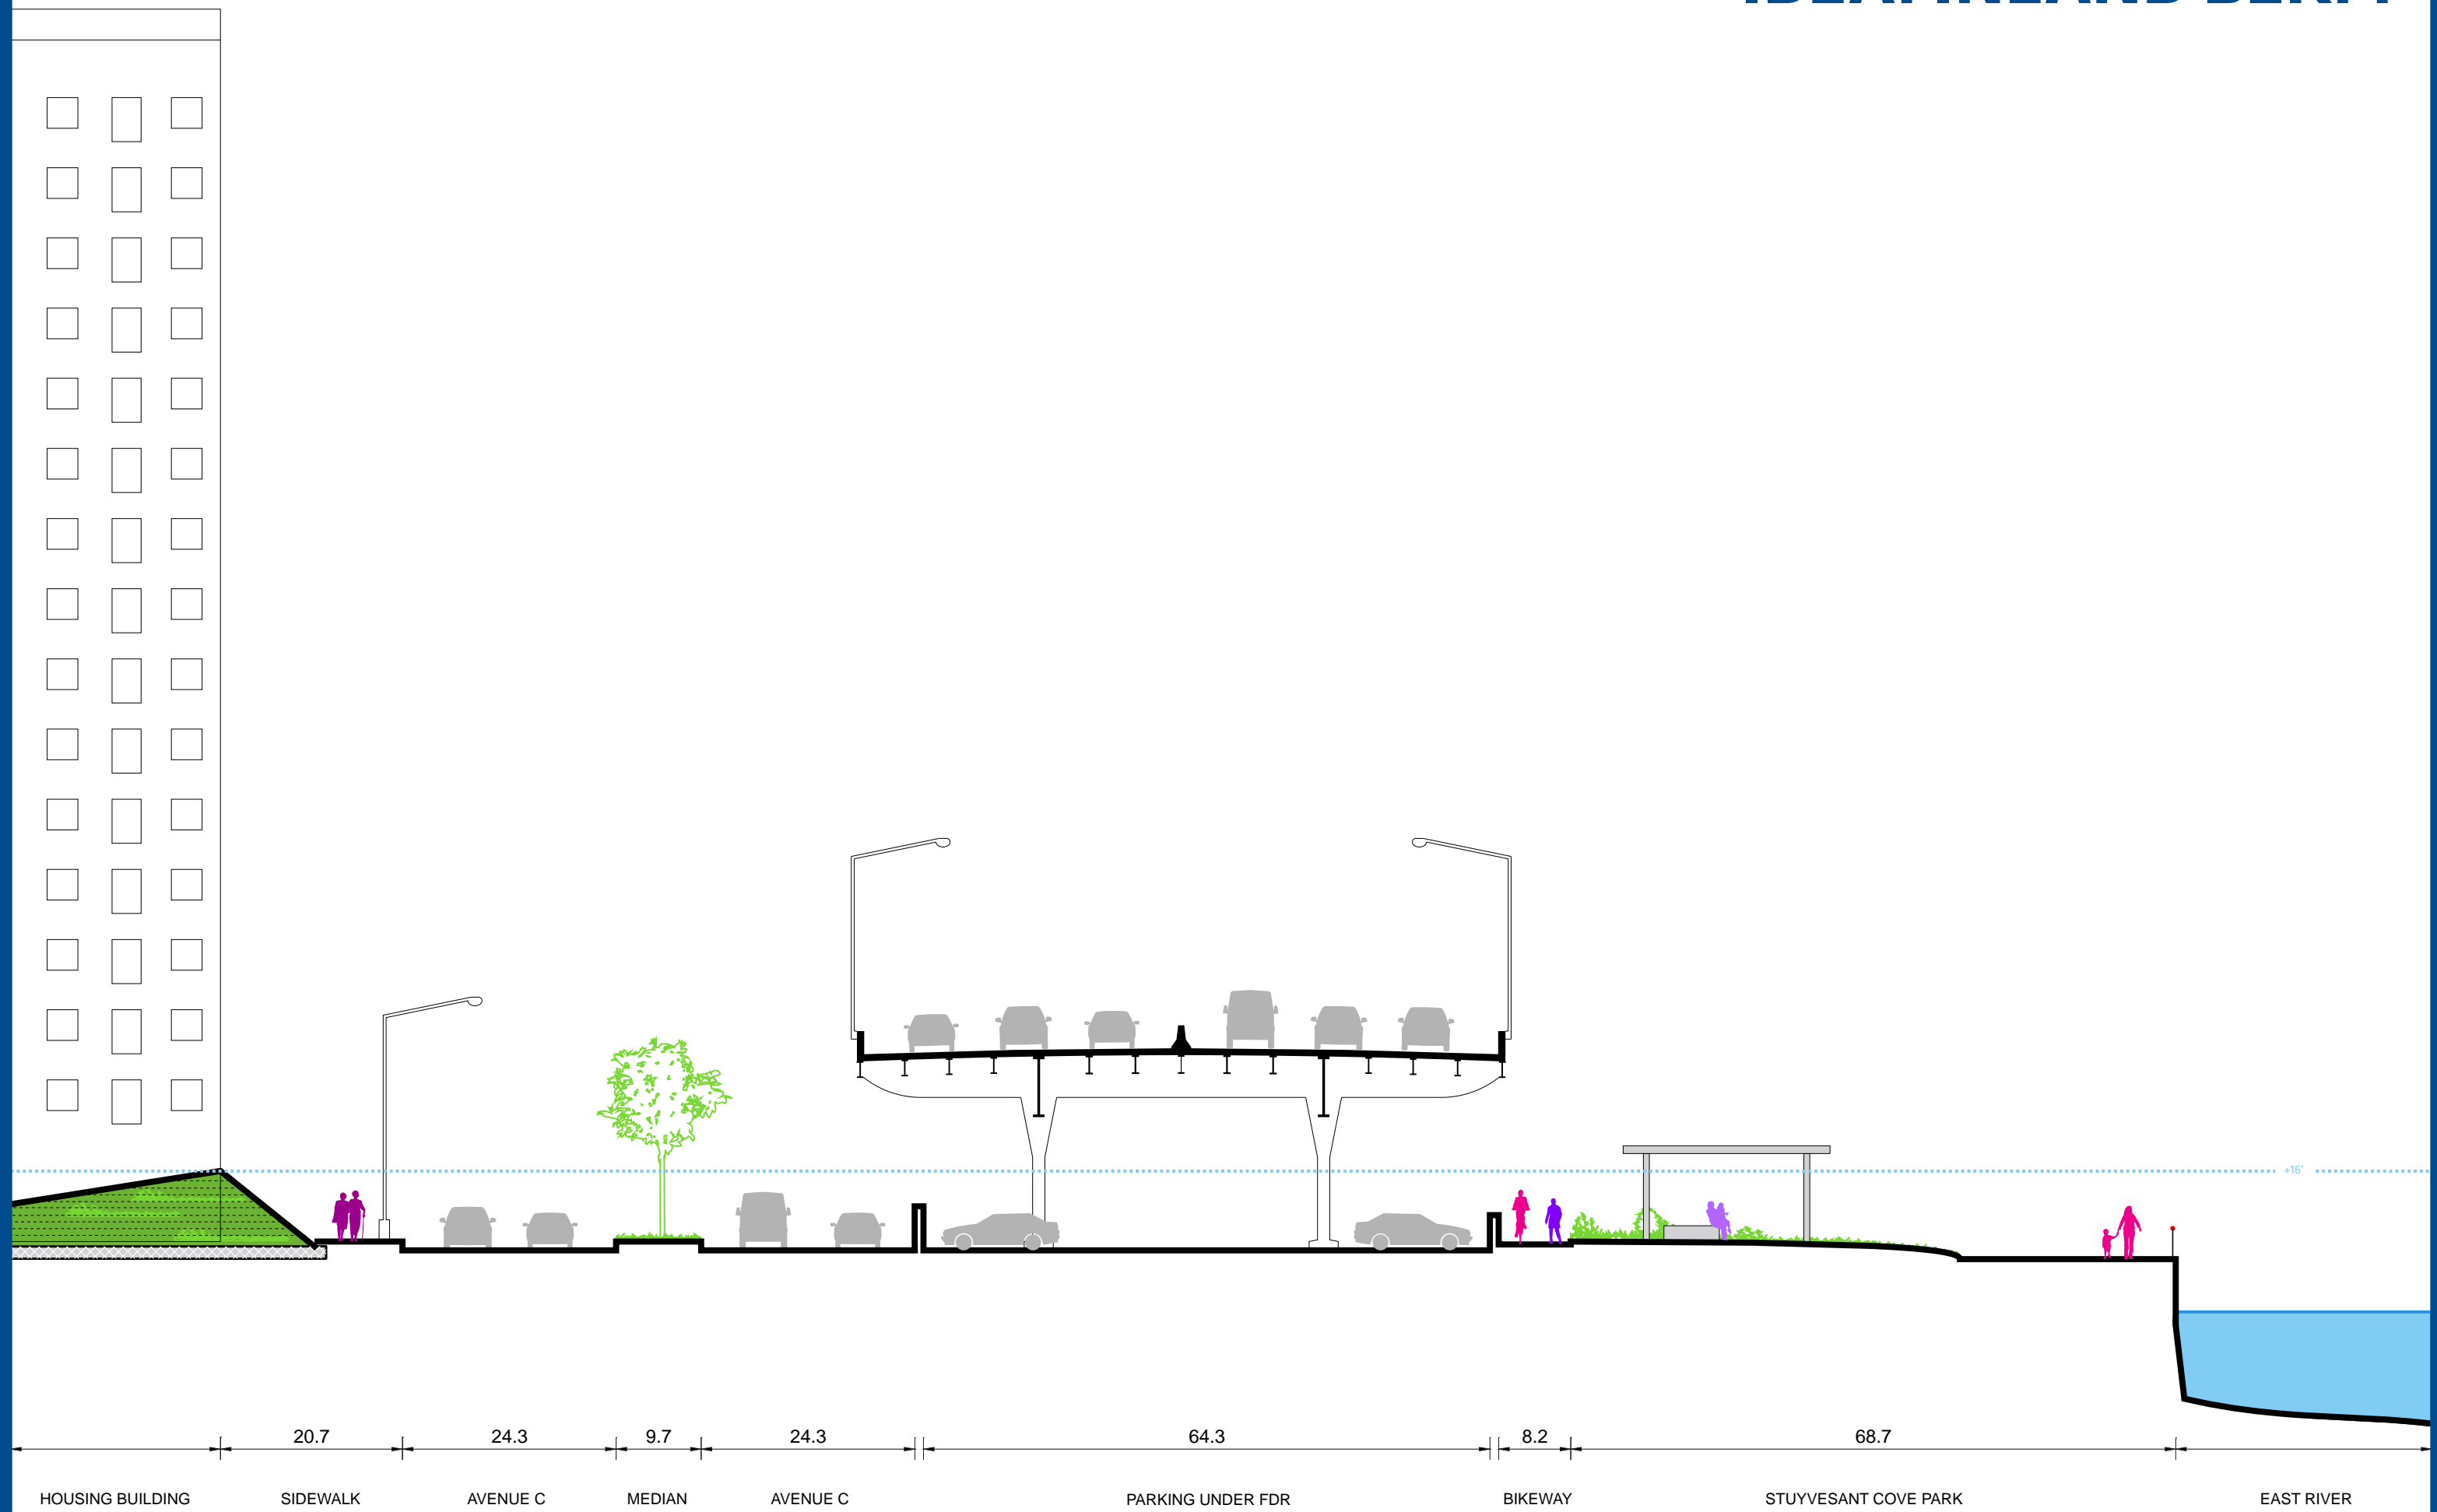 +16'
20.7 24.3 9.7 24.3 64.3 8.2 68.7
HOUSING BUILDING SIDEWALK AVENUE C MEDIAN AVENUE C PARKING UNDER FDR BIKEWAY STUYVESANT COVE PARK EAST RIVER